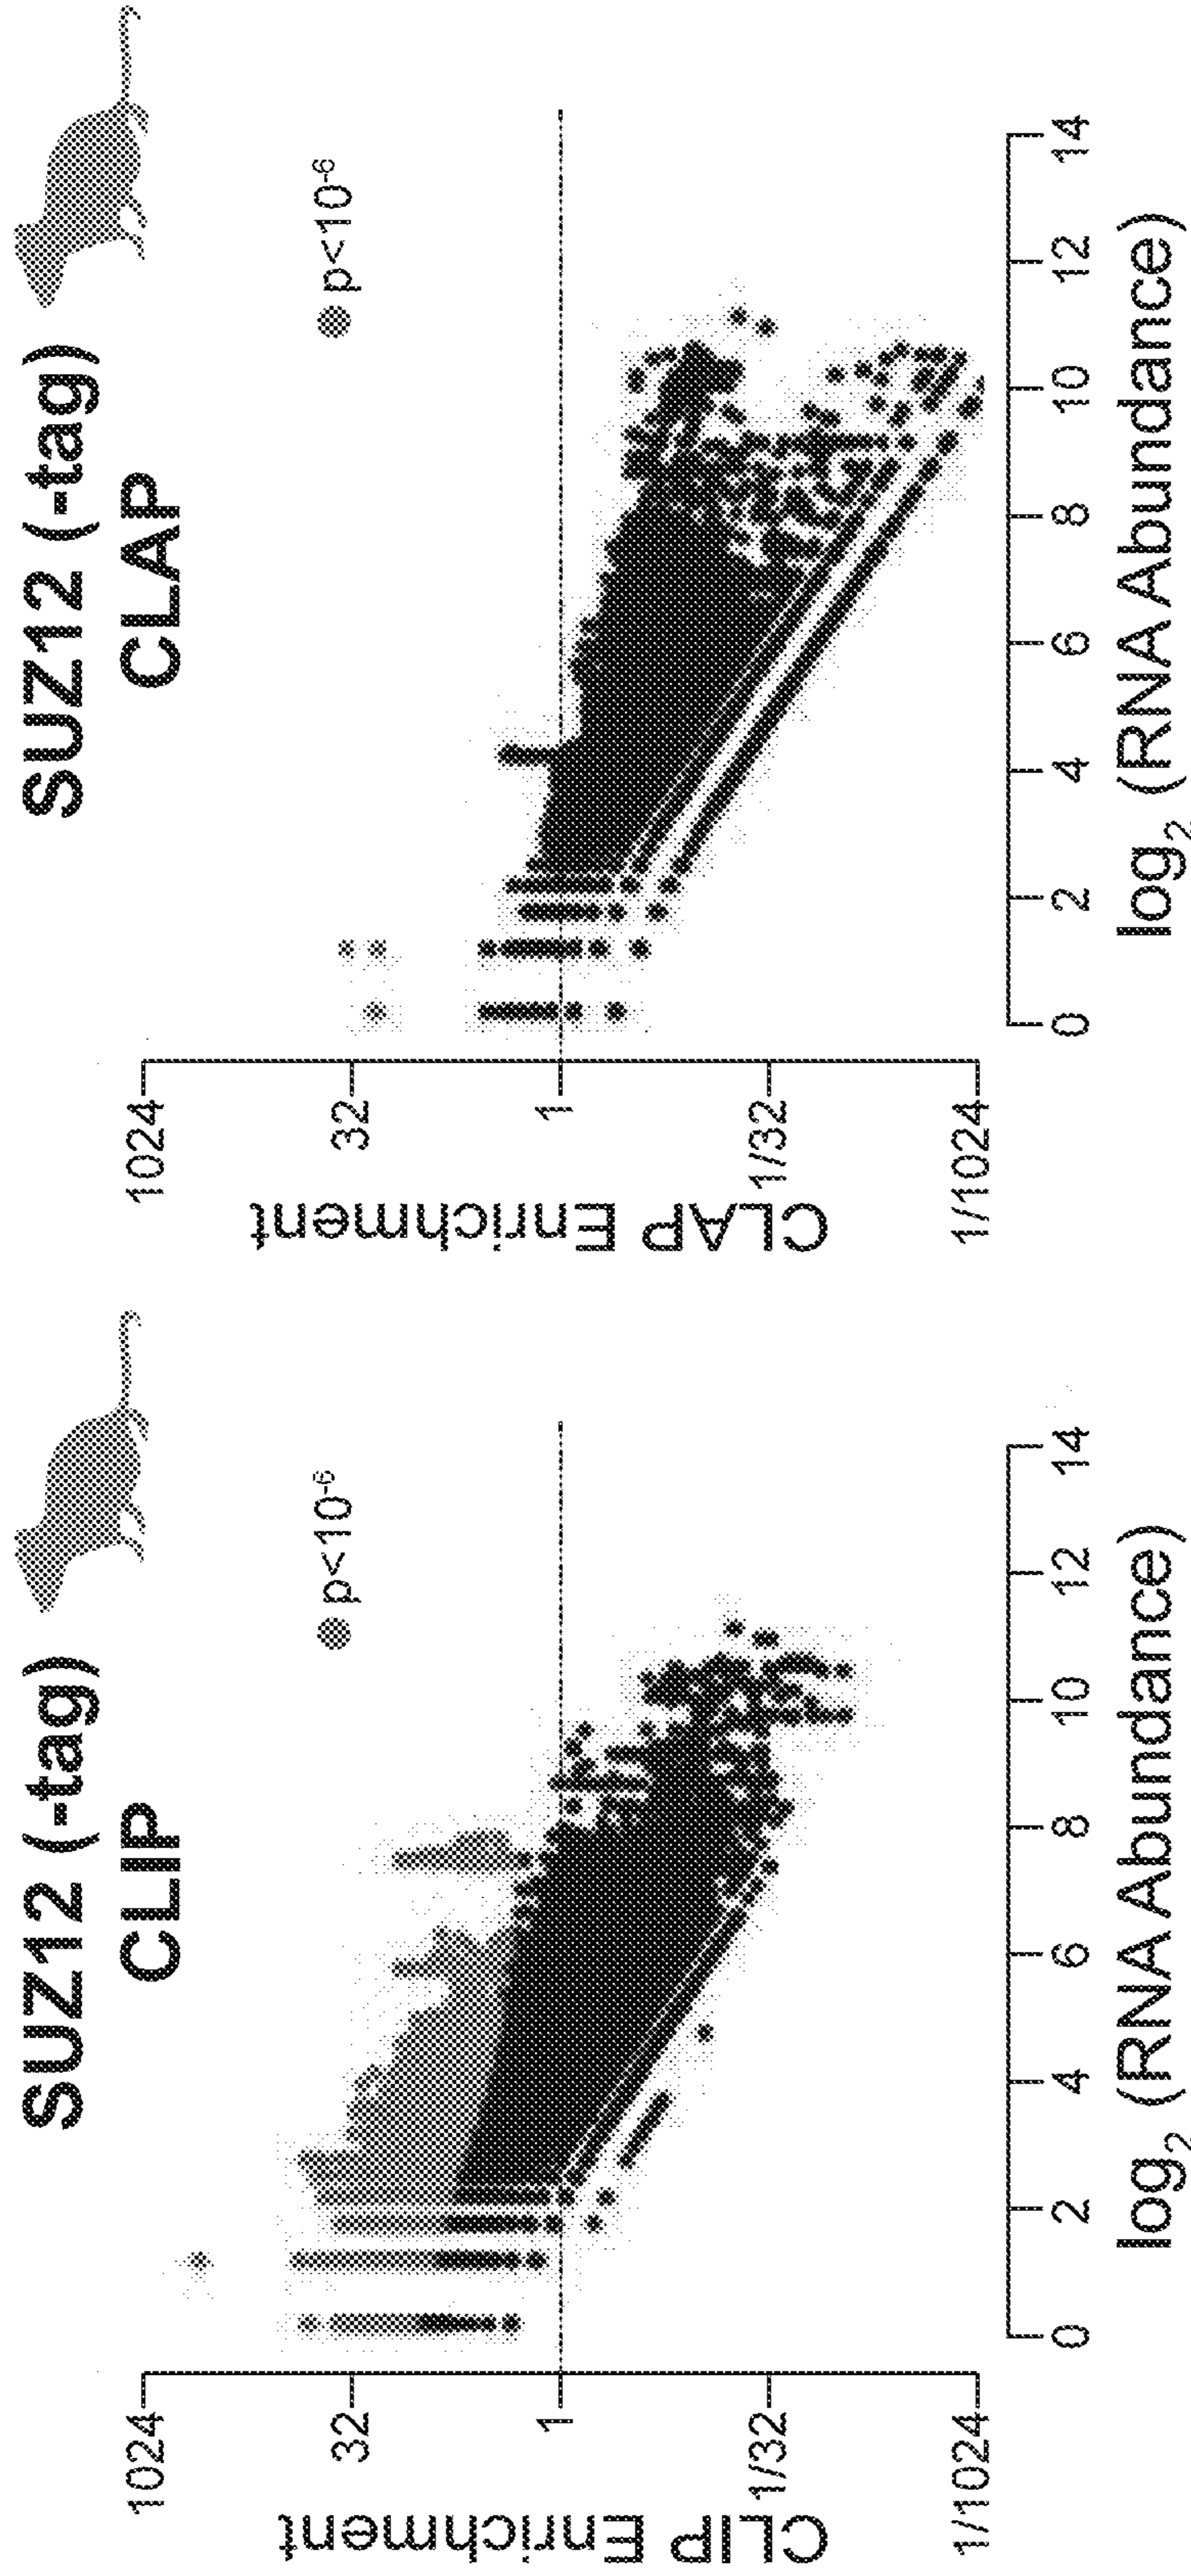 SUZ12 (-tag)
CLIP
p<10-6
CLIP Enrichment
1024
32
1
1/32
1/1024
0 2 4 6 8 10 12 14
log2 (RNA Abundance)
SUZ12 (-tag)
CLAP
p<10-6
CLAP Enrichment
1024
32
1
1/32
1/1024
0 2 4 6 8 10 12 14
log2 (RNA Abundance)